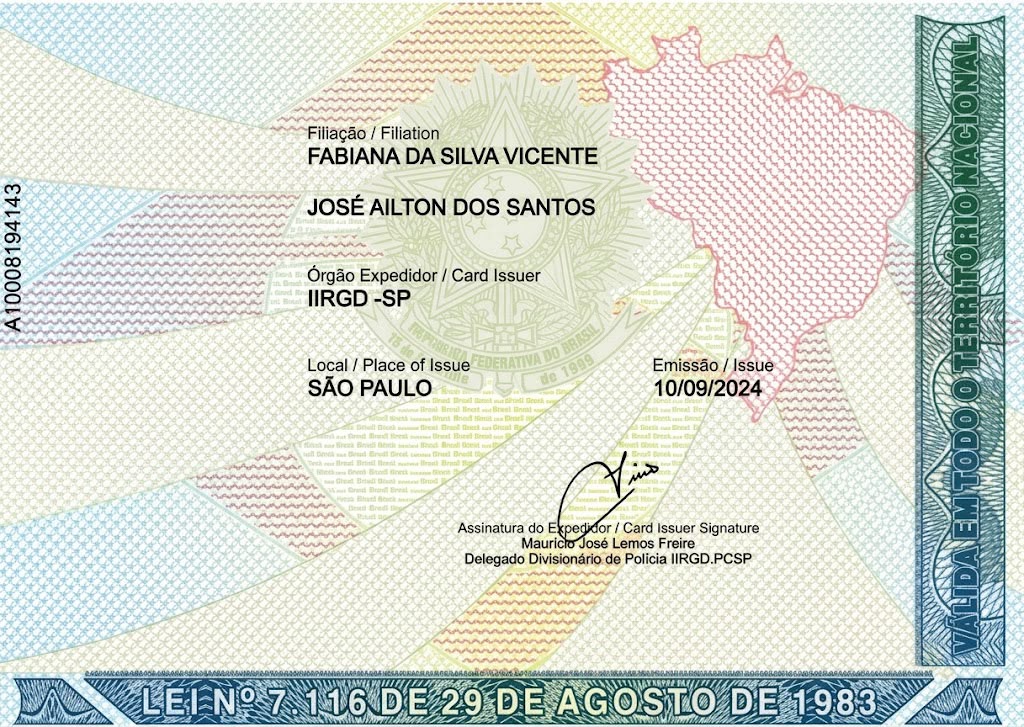 Filiação / Filiation
FABIANA DA SILVA VICENTE
JOSÉ AILTON DOS SANTOS
Órgão Expedidor / Card Issuer
IIRGD -SP
Local / Place of Issue
SÃO PAULO
Emissão / Issue
10/09/2024
Assinatura do Expedidor / Card Issuer Signature
Maurício José Lemos Freire
Delegado Divisionário de Polícia IIRGD.PCSP
A10008194143
VÁLIDA EM TODO O TERRITÓRIO NACIONAL
LEI Nº 7.116 DE 29 DE AGOSTO DE 1983